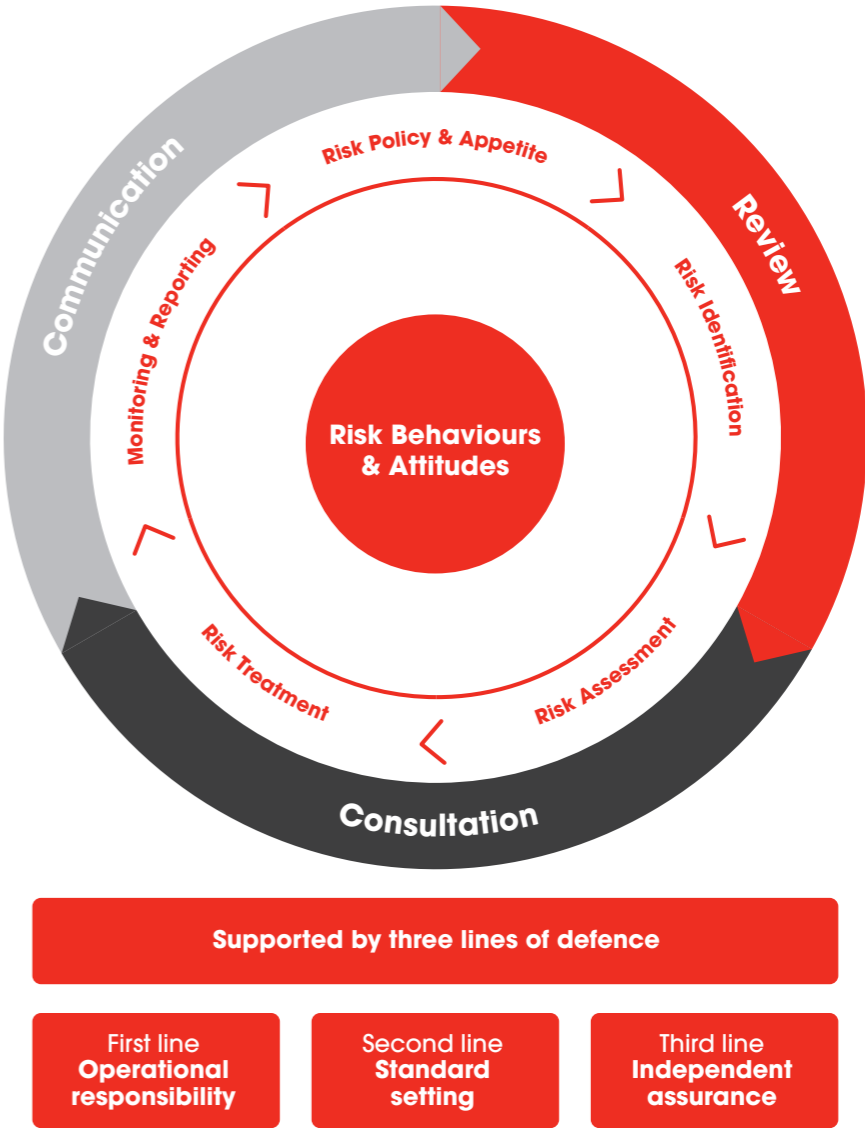 Communication
Review
Consultation
Risk Policy & Appetite
Risk Identification
Risk Assessment
Risk Treatment
Monitoring & Reporting
Risk Behaviours
& Attitudes
Supported by three lines of defence
First line
Operational
responsibility
Second line
Standard
setting
Third line
Independent
assurance